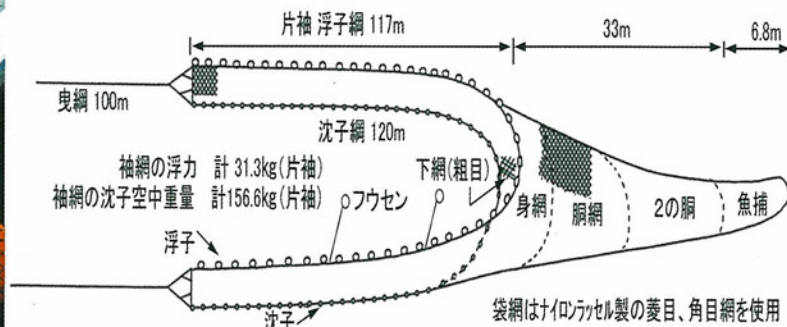 片袖 浮子綱 117m
33m
6.8m
曳綱 100m
沈子綱 120m
袖網の浮力 計 31.3kg(片袖)
袖網の沈子空中重量 計156.6kg(片袖)
下網(粗目)
フウセン
浮子
身網
胴網
2の胴
魚捕
沈子
袋網はナイロンラッセル製の菱目、角目網を使用